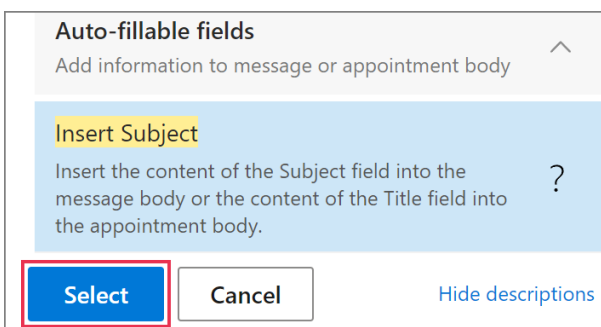 Auto-fillable fields
Add information to message or appointment body
Insert Subject
Insert the content of the Subject field into the
message body or the content of the Title field into
the appointment body.
?
Select Cancel Hide descriptions